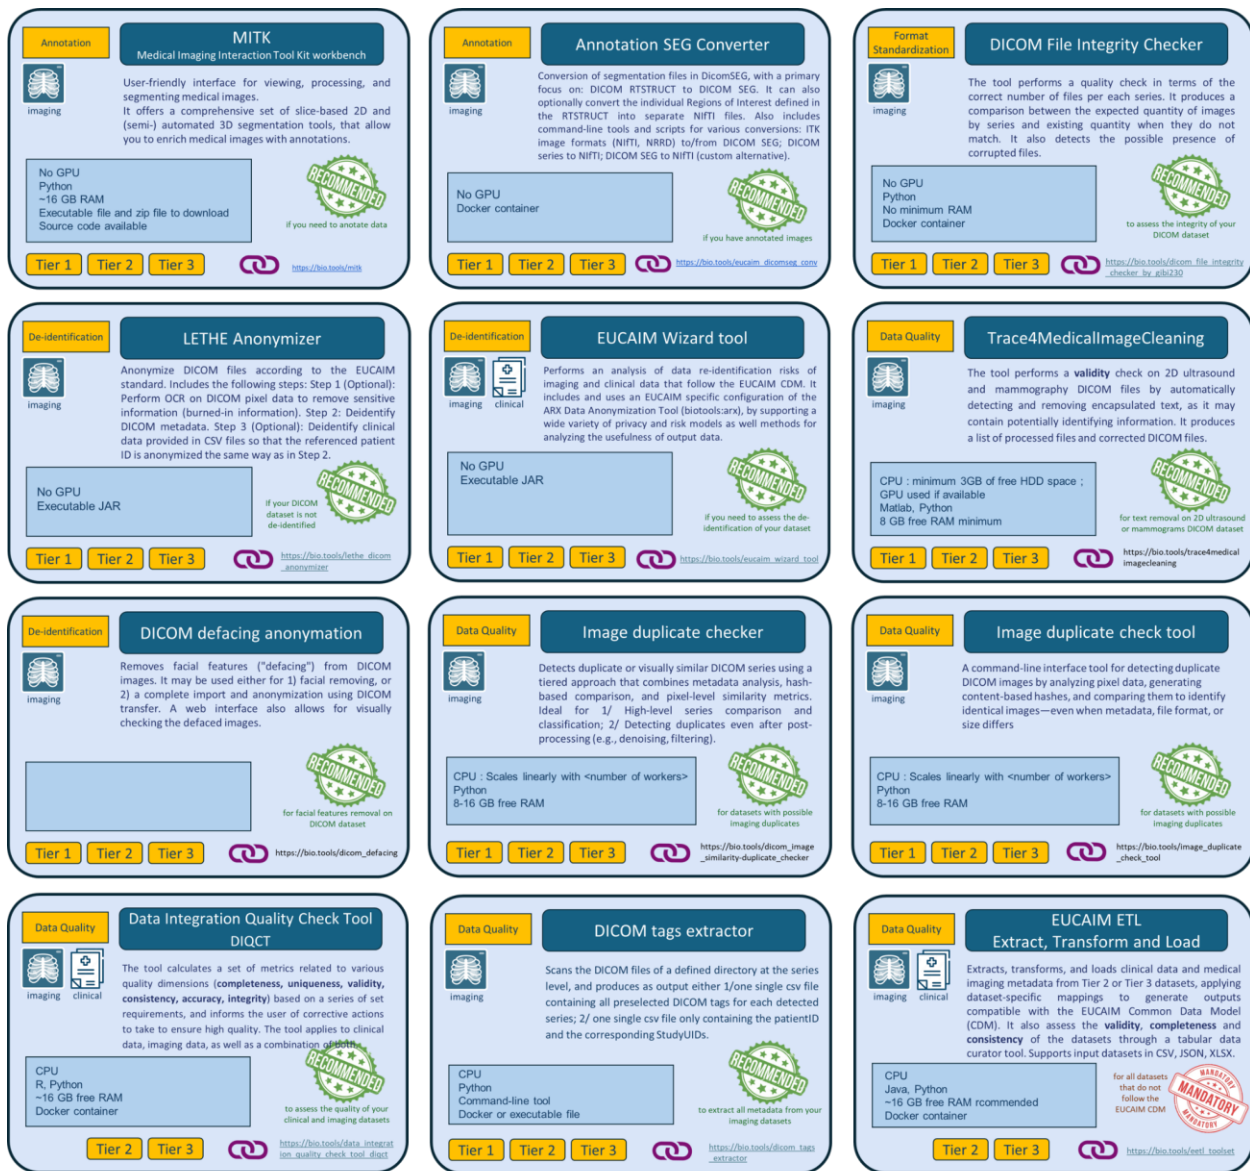 Annotation
MITK
Medical Imaging Interaction Tool Kit workbench
imaging
User-friendly interface for viewing, processing, and
segmenting medical images.
It offers a comprehensive set of slice-based 2D and
(semi-) automated 3D segmentation tools, that allow
you to enrich medical images with annotations.
No GPU
Python
~16 GB RAM
Executable file and zip file to download
Source code available
RECOMMENDED
if you need to anotate data
Tier 1
Tier 2
Tier 3
https://bio.tools/mitk
Annotation
Annotation SEG Converter
imaging
Conversion of segmentation files in DicomSEG, with a primary
focus on: DICOM RTSTRUCT to DICOM SEG. It can also
optionally convert the individual Regions of Interest defined in
the RTSTRUCT into separate NIfTI files. Also includes
command-line tools and scripts for various conversions: ITK
image formats (NIfTI, NRRD) to/from DICOM SEG; DICOM
series to NIfTI; DICOM SEG to NIfTI (custom alternative).
No GPU
Docker container
RECOMMENDED
if you have annotated images
Tier 1
Tier 2
Tier 3
https://bio.tools/eucaim_dicomseg_conv
Format
Standardization
DICOM File Integrity Checker
imaging
The tool performs a quality check in terms of the
correct number of files per each series. It produces a
comparison between the expected quantity of images
by series and existing quantity when they do not
match. It also detects the possible presence of
corrupted files.
No GPU
Python
No minimum RAM
Docker container
RECOMMENDED
to assess the integrity of your
DICOM dataset
Tier 1
Tier 2
Tier 3
https://bio.tools/dicom_file_integrity
_checker_by_gibi230
De-identification
LETHE Anonymizer
imaging
Anonymize DICOM files according to the EUCAIM
standard. Includes the following steps: Step 1 (Optional):
Perform OCR on DICOM pixel data to remove sensitive
information (burned-in information). Step 2: Deidentify
DICOM metadata. Step 3 (Optional): Deidentify clinical
data provided in CSV files so that the referenced patient
ID is anonymized the same way as in Step 2.
No GPU
Executable JAR
RECOMMENDED
If your DICOM
dataset is not
de-identified
Tier 1
Tier 2
Tier 3
https://bio.tools/lethe_dicom
_anonymizer
De-identification
EUCAIM Wizard tool
imaging
clinical
Performs an analysis of data re-identification risks of
imaging and clinical data that follow the EUCAIM CDM. It
includes and uses an EUCAIM specific configuration of the
ARX Data Anonymization Tool (biotools:arx), by supporting a
wide variety of privacy and risk models as well methods for
analyzing the usefulness of output data.
No GPU
Executable JAR
RECOMMENDED
if you need to assess the de-
identification of your dataset
Tier 1
Tier 2
Tier 3
https://bio.tools/eucaim_wizard_tool
Data Quality
Trace4MedicalImageCleaning
imaging
The tool performs a validity check on 2D ultrasound
and mammography DICOM files by automatically
detecting and removing encapsulated text, as it may
contain potentially identifying information. It produces
a list of processed files and corrected DICOM files.
CPU : minimum 3GB of free HDD space ;
GPU used if available
Matlab, Python
8 GB free RAM minimum
RECOMMENDED
for text removal on 2D ultrasound
or mammograms DICOM dataset
Tier 1
Tier 2
Tier 3
https://bio.tools/trace4medical
imagecleaning
De-identification
DICOM defacing anonymation
imaging
Removes facial features ("defacing") from DICOM
images. It may be used either for 1) facial removing, or
2) a complete import and anonymization using DICOM
transfer. A web interface also allows for visually
checking the defaced images.
RECOMMENDED
for facial features removal on
DICOM dataset
Tier 1
Tier 2
Tier 3
https://bio.tools/dicom_defacing
Data Quality
Image duplicate checker
imaging
Detects duplicate or visually similar DICOM series using a
tiered approach that combines metadata analysis, hash-
based comparison, and pixel-level similarity metrics.
Ideal for 1/ High-level series comparison and
classification; 2/ Detecting duplicates even after post-
processing (e.g., denoising, filtering).
CPU : Scales linearly with <number of workers>
Python
8-16 GB free RAM
RECOMMENDED
for datasets with possible
Imaging duplicates
Tier 1
Tier 2
Tier 3
https://bio.tools/dicom_image
_similarity-duplicate_checker
Data Quality
Image duplicate check tool
imaging
A command-line interface tool for detecting duplicate
DICOM images by analyzing pixel data, generating
content-based hashes, and comparing them to identify
identical images—even when metadata, file format, or
size differs
CPU : Scales linearly with <number of workers>
Python
8-16 GB free RAM
RECOMMENDED
for datasets with possible
imaging duplicates
Tier 1
Tier 2
Tier 3
https://bio.tools/image_duplicate
_check_tool
Data Quality
Data Integration Quality Check Tool
DIQCT
imaging
clinical
The tool calculates a set of metrics related to various
quality dimensions (completeness, uniqueness, validity,
consistency, accuracy, integrity) based on a series of set
requirements, and informs the user of corrective actions
to take to ensure high quality. The tool applies to clinical
data, imaging data, as well as a combination of both.
CPU
R, Python
~16 GB free RAM
Docker container
RECOMMENDED
to assess the quality of your
clinical and imaging datasets
Tier 2
Tier 3
https://bio.tools/data_integrat
ion_quality_check_tool_diqct
Data Quality
DICOM tags extractor
imaging
Scans the DICOM files of a defined directory at the series
level, and produces as output either 1/one single csv file
containing all preselected DICOM tags for each detected
series; 2/ one single csv file only containing the patientID
and the corresponding StudyUIDs.
CPU
Python
Command-line tool
Docker or executable file
RECOMMENDED
to extract all metadata from your
imaging datasets
Tier 1
Tier 2
Tier 3
https://bio.tools/dicom_tags
_extractor
Data Quality
EUCAIM ETL
Extract, Transform and Load
imaging
clinical
Extracts, transforms, and loads clinical data and medical
imaging metadata from Tier 2 or Tier 3 datasets, applying
dataset-specific mappings to generate outputs
compatible with the EUCAIM Common Data Model
(CDM). It also assess the validity, completeness and
consistency of the datasets through a tabular data
curator tool. Supports input datasets in CSV, JSON, XLSX.
CPU
Java, Python
~16 GB free RAM rcommended
Docker container
for all datasets
that do not
follow the
EUCAIM CDM
MANDATORY
MANDATORY
MANDATORY
Tier 2
Tier 3
https://bio.tools/eetl_toolset